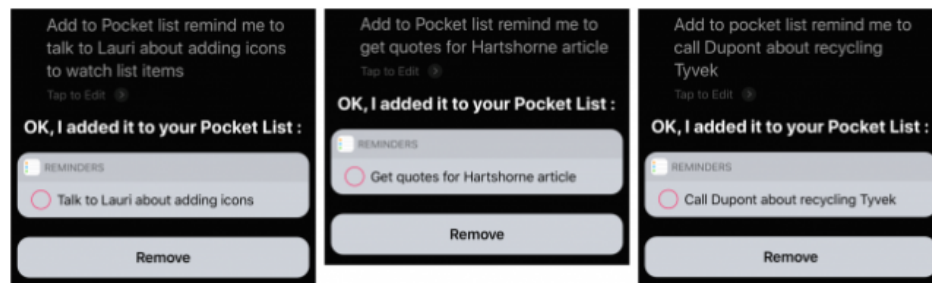 Add to Pocket list remind me to
talk to Lauri about adding icons
to watch list items
Tap to Edit
OK, I added it to your Pocket List :
REMINDERS
Talk to Lauri about adding icons
Remove
Add to Pocket list remind me to
get quotes for Hartshorne article
Tap to Edit
OK, I added it to your Pocket List :
REMINDERS
Get quotes for Hartshorne article
Remove
Add to pocket list remind me to
call Dupont about recycling
Tyvek
Tap to Edit
OK, I added it to your Pocket List :
REMINDERS
Call Dupont about recycling Tyvek
Remove